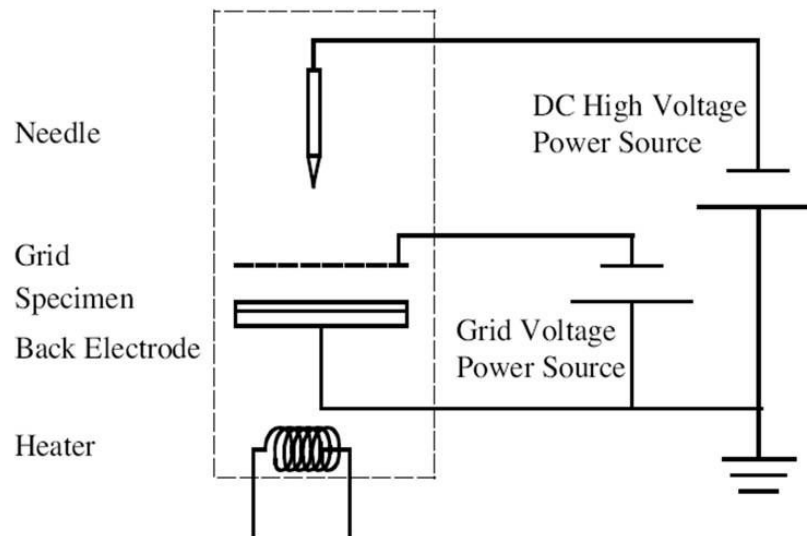 Needle
DC High Voltage
Power Source
Grid
Specimen
Back Electrode
Grid Voltage
Power Source
Heater